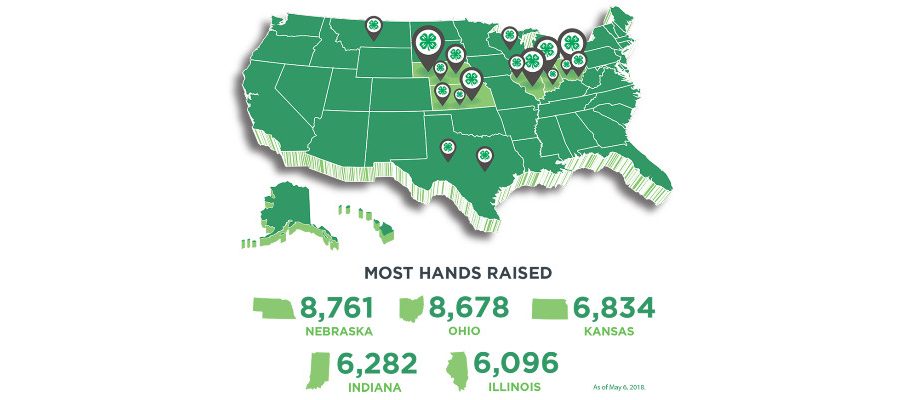 MOST HANDS RAISED
8,761
NEBRASKA
8,678
OHIO
6,834
KANSAS
6,282
INDIANA
6,096
ILLINOIS
As of May 6, 2018.